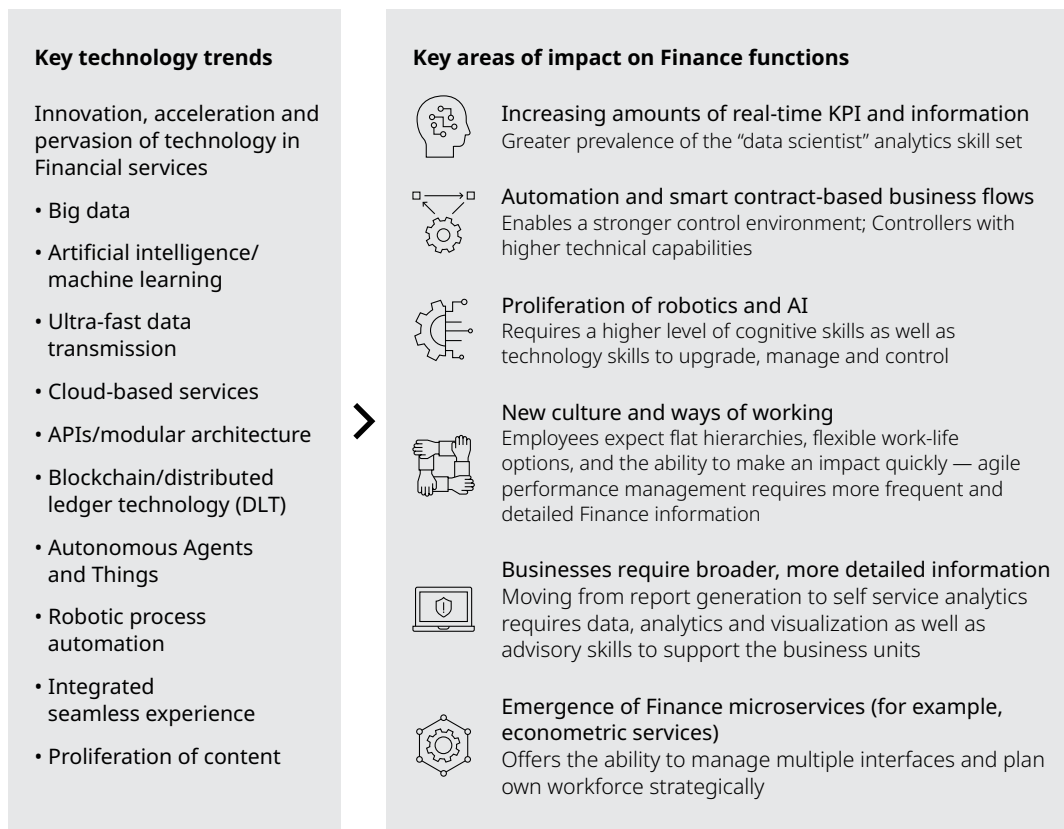 Key technology trends
Innovation, acceleration and
pervasion of technology in
Financial services
• Big data
• Artificial intelligence/
machine learning
• Ultra-fast data
transmission
• Cloud-based services
• APIs/modular architecture
• Blockchain/distributed
ledger technology (DLT)
• Autonomous Agents
and Things
• Robotic process
automation
• Integrated
seamless experience
• Proliferation of content
Key areas of impact on Finance functions
Increasing amounts of real-time KPI and information
Greater prevalence of the “data scientist” analytics skill set
Automation and smart contract-based business flows
Enables a stronger control environment; Controllers with
higher technical capabilities
Proliferation of robotics and AI
Requires a higher level of cognitive skills as well as
technology skills to upgrade, manage and control
New culture and ways of working
Employees expect flat hierarchies, flexible work-life
options, and the ability to make an impact quickly — agile
performance management requires more frequent and
detailed Finance information
Businesses require broader, more detailed information
Moving from report generation to self service analytics
requires data, analytics and visualization as well as
advisory skills to support the business units
Emergence of Finance microservices (for example,
econometric services)
Offers the ability to manage multiple interfaces and plan
own workforce strategically